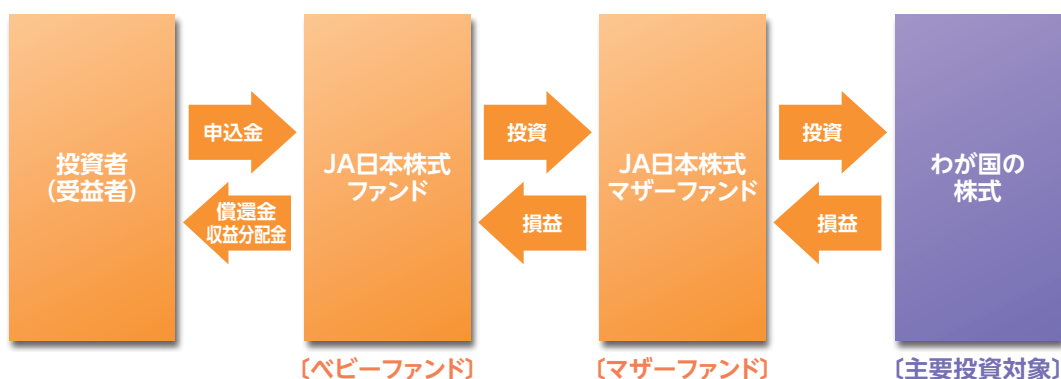 投資者
（受益者）
申込金
償還金
収益分配金
JA日本株式
ファンド
投資
損益
JA日本株式
マザーファンド
投資
損益
わが国の
株式
〔ベビーファンド〕
〔マザーファンド〕
〔主要投資対象〕